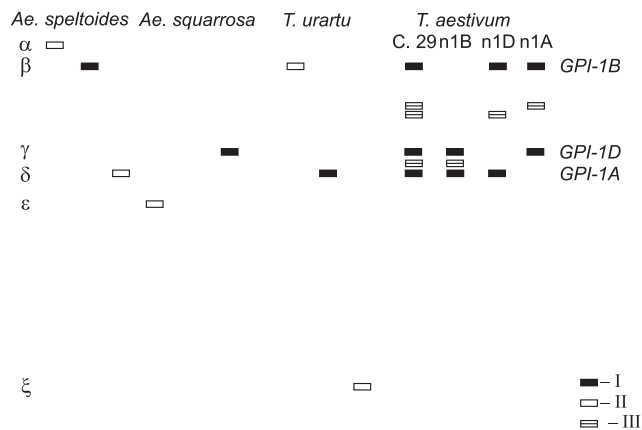 Ae. speltoides Ae. squarrosa T. urartu T. aestivum
C. 29 n1B n1D n1A
α
β GPI-1B
γ GPI-1D
δ GPI-1A
ε
ξ
– I
– II
– III